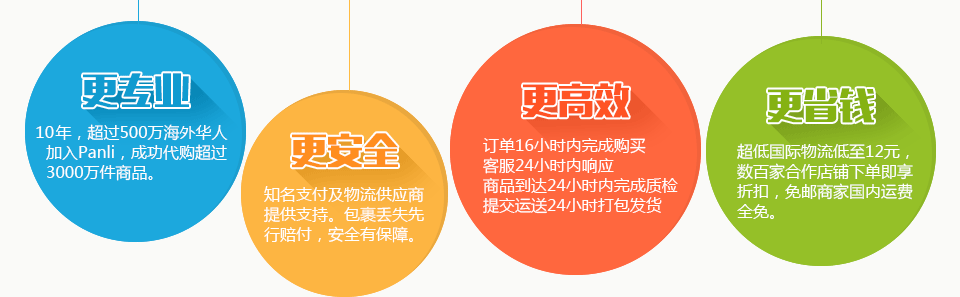 更专业
10年，超过500万海外华人
加入Panli，成功代购超过
3000万件商品。
更安全
知名支付及物流供应商
提供支持。包裹丢失先
行赔付，安全有保障。
更高效
订单16小时内完成购买
客服24小时内响应
商品到达24小时内完成质检
提交运送24小时打包发货
更省钱
超低国际物流低至12元，
数百家合作店铺下单即享
折扣，免邮商家国内运费
全免。